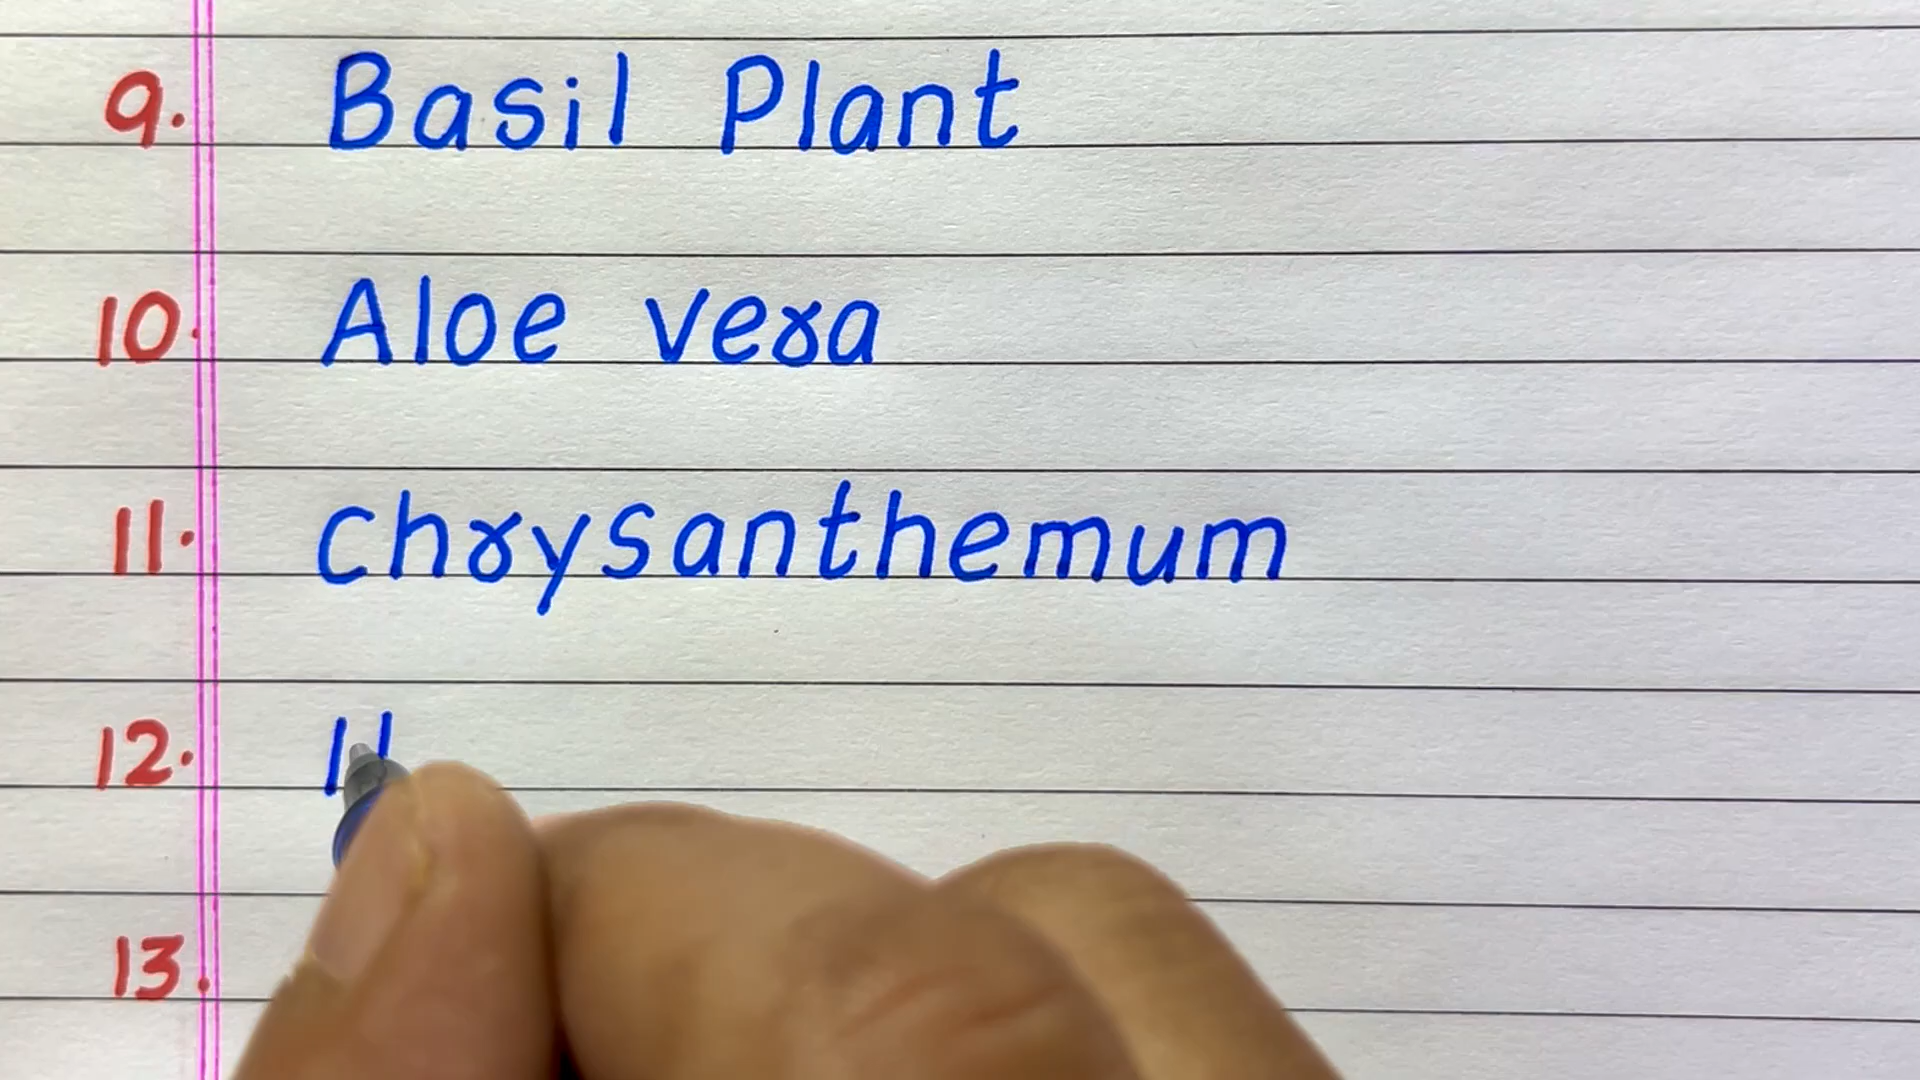 9. Basil Plant
10. Aloe vera
11. Chrysanthemum
12.
13.